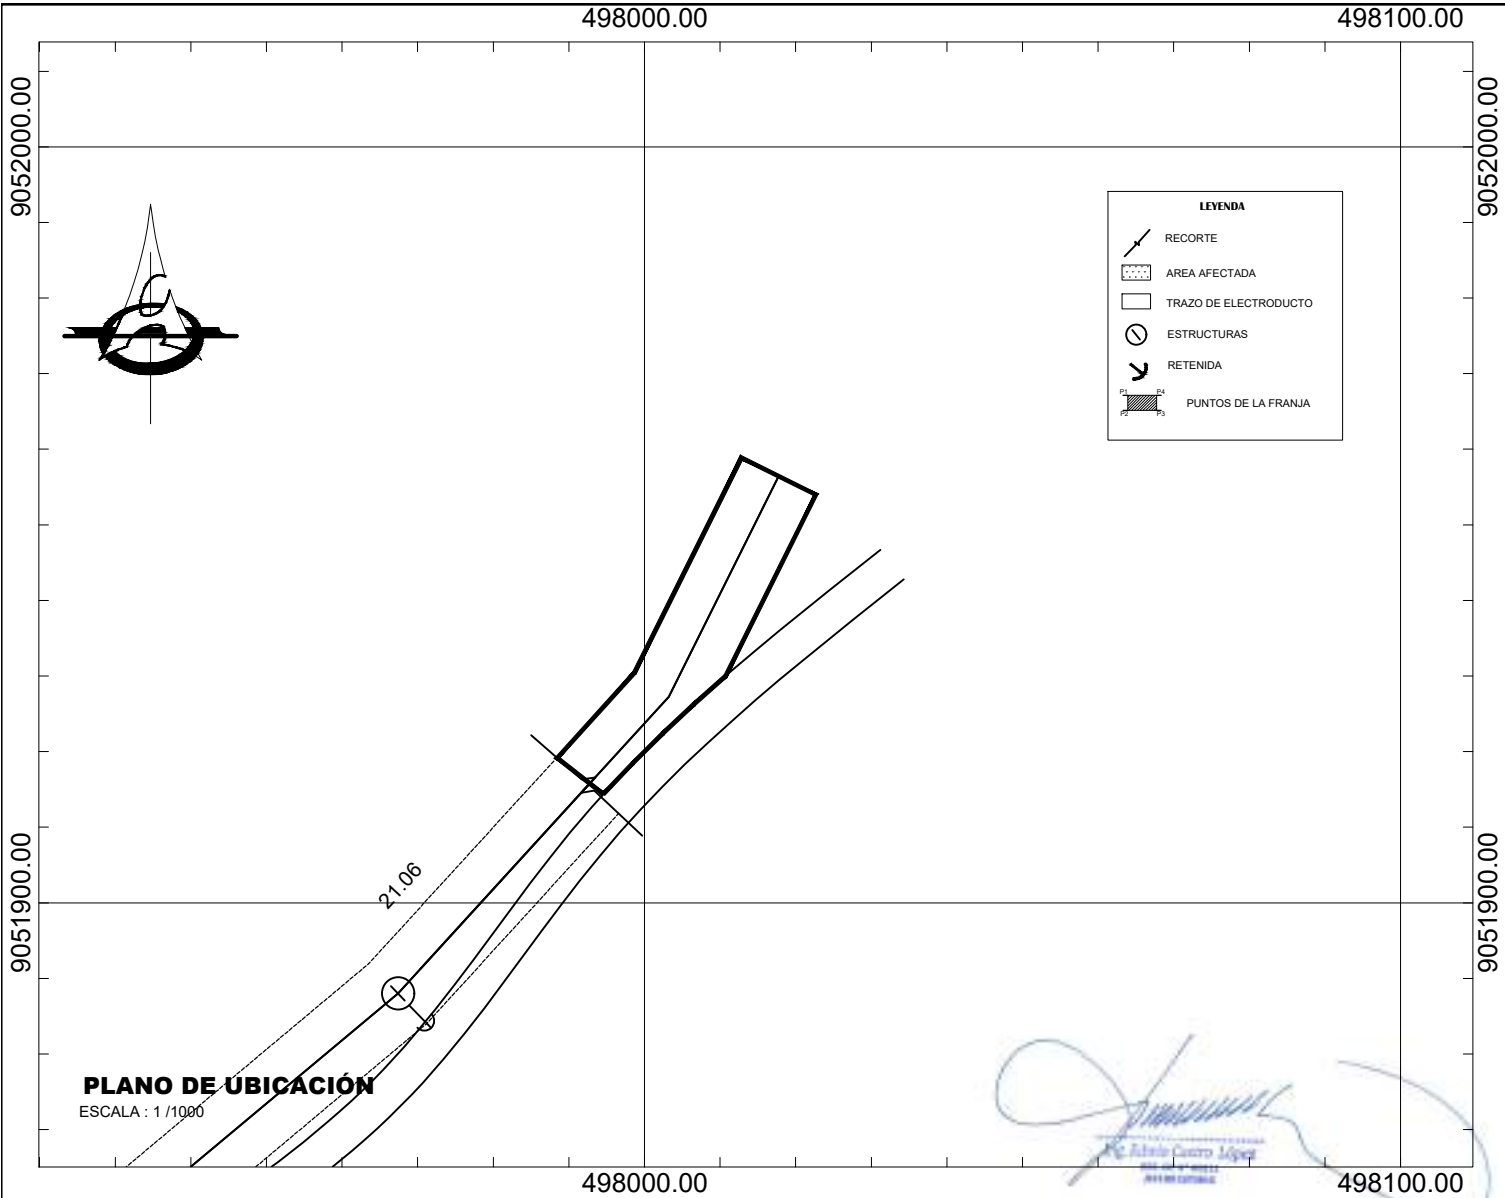 498000.00
498100.00
9052000.00
9052000.00
LEYENDA
RECORTE
AREA AFECTADA
TRAZO DE ELECTRODUCTO
ESTRUCTURAS
RETENIDA
P1 P4
P2 P3
PUNTOS DE LA FRANJA
21.06
9051900.00
9051900.00
PLANO DE UBICACIÓN
ESCALA : 1 /1000
Castro López
498000.00
498100.00